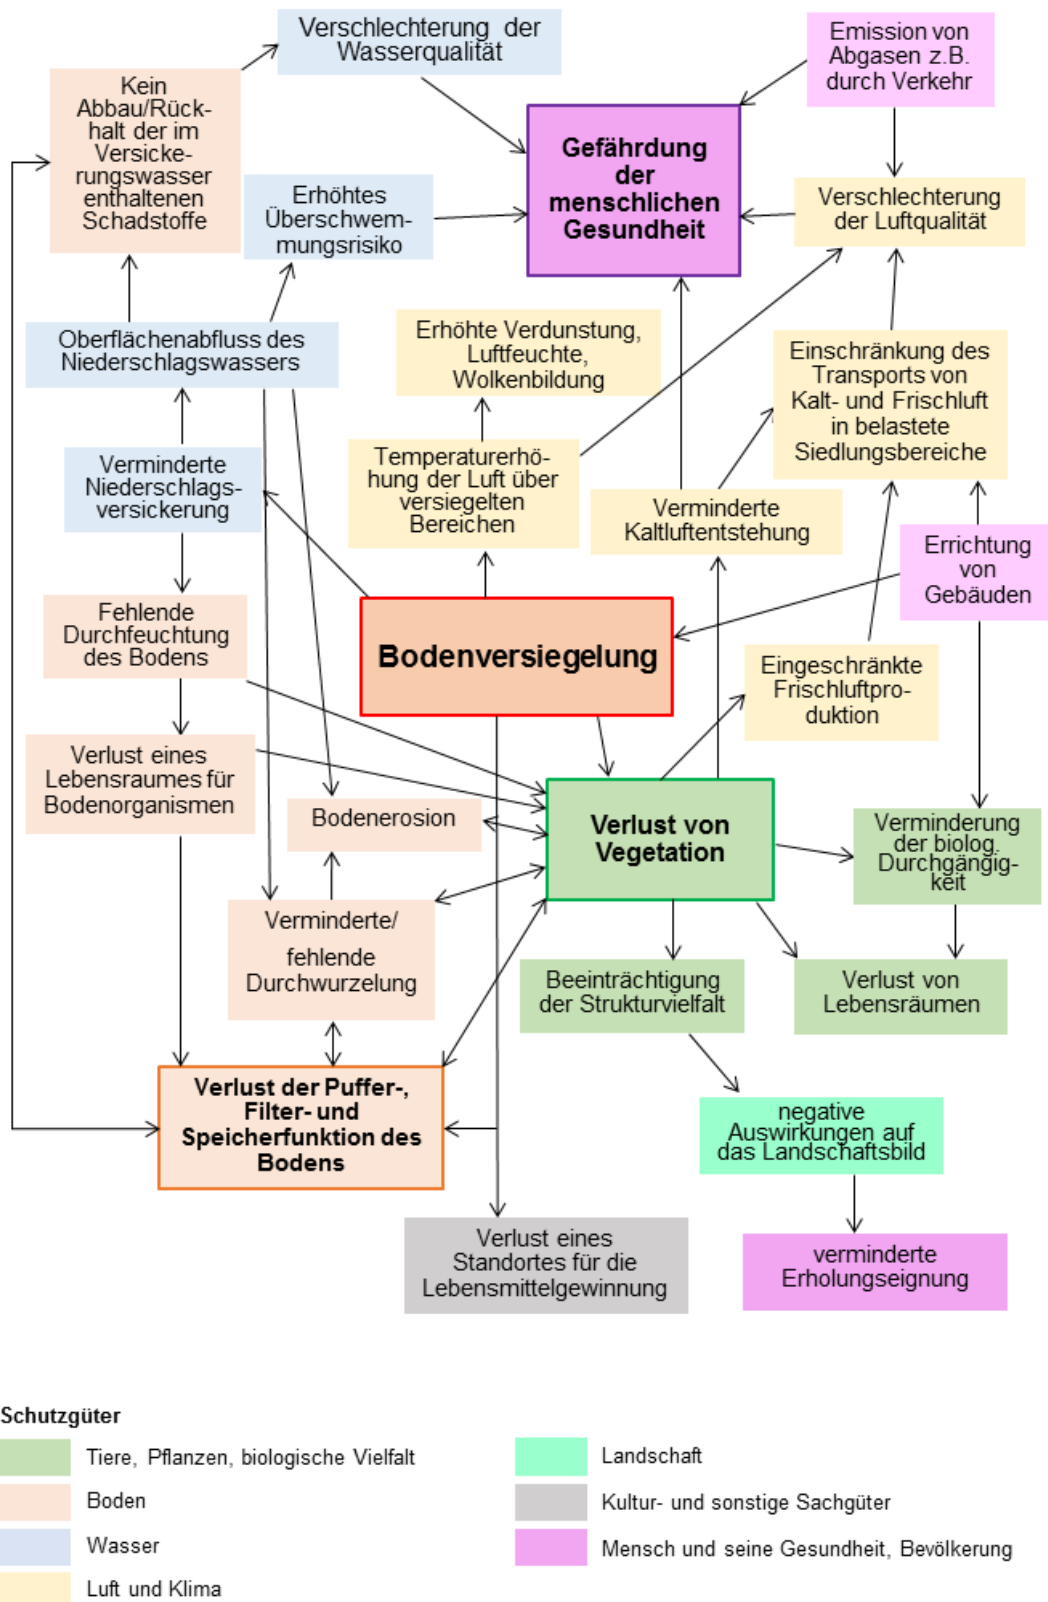 Verschlechterung der
Wasserqualität
Emission von
Abgasen z.B.
durch Verkehr
Kein
Abbau/Rück-
halt der im
Versicke-
rungswasser
enthaltenen
Schadstoffe
Gefährdung
der
menschlichen
Gesundheit
Erhöhtes
Überschwem-
mungsrisiko
Verschlechterung
der Luftqualität
Oberflächenabfluss des
Niederschlagswassers
Erhöhte Verdunstung,
Luftfeuchte,
Wolkenbildung
Einschränkung des
Transports von
Kalt- und Frischluft
in belastete
Siedlungsbereiche
Verminderte
Niederschlags-
versickerung
Temperaturerhö-
hung der Luft über
versiegelten
Bereichen
Verminderte
Kaltluftentstehung
Errichtung
von
Gebäuden
Fehlende
Durchfeuchtung
des Bodens
Bodenversiegelung
Eingeschränkte
Frischluftpro-
duktion
Verlust eines
Lebensraumes für
Bodenorganismen
Bodenerosion
Verlust von
Vegetation
Verminderung
der biolog.
Durchgängig-
keit
Verminderte/
fehlende
Durchwurzelung
Beeinträchtigung
der Strukturvielfalt
Verlust von
Lebensräumen
Verlust der Puffer-,
Filter- und
Speicherfunktion des
Bodens
negative
Auswirkungen auf
das Landschaftsbild
Verlust eines
Standortes für die
Lebensmittelgewinnung
verminderte
Erholungseignung
Schutzgüter
Tiere, Pflanzen, biologische Vielfalt
Boden
Wasser
Luft und Klima
Landschaft
Kultur- und sonstige Sachgüter
Mensch und seine Gesundheit, Bevölkerung